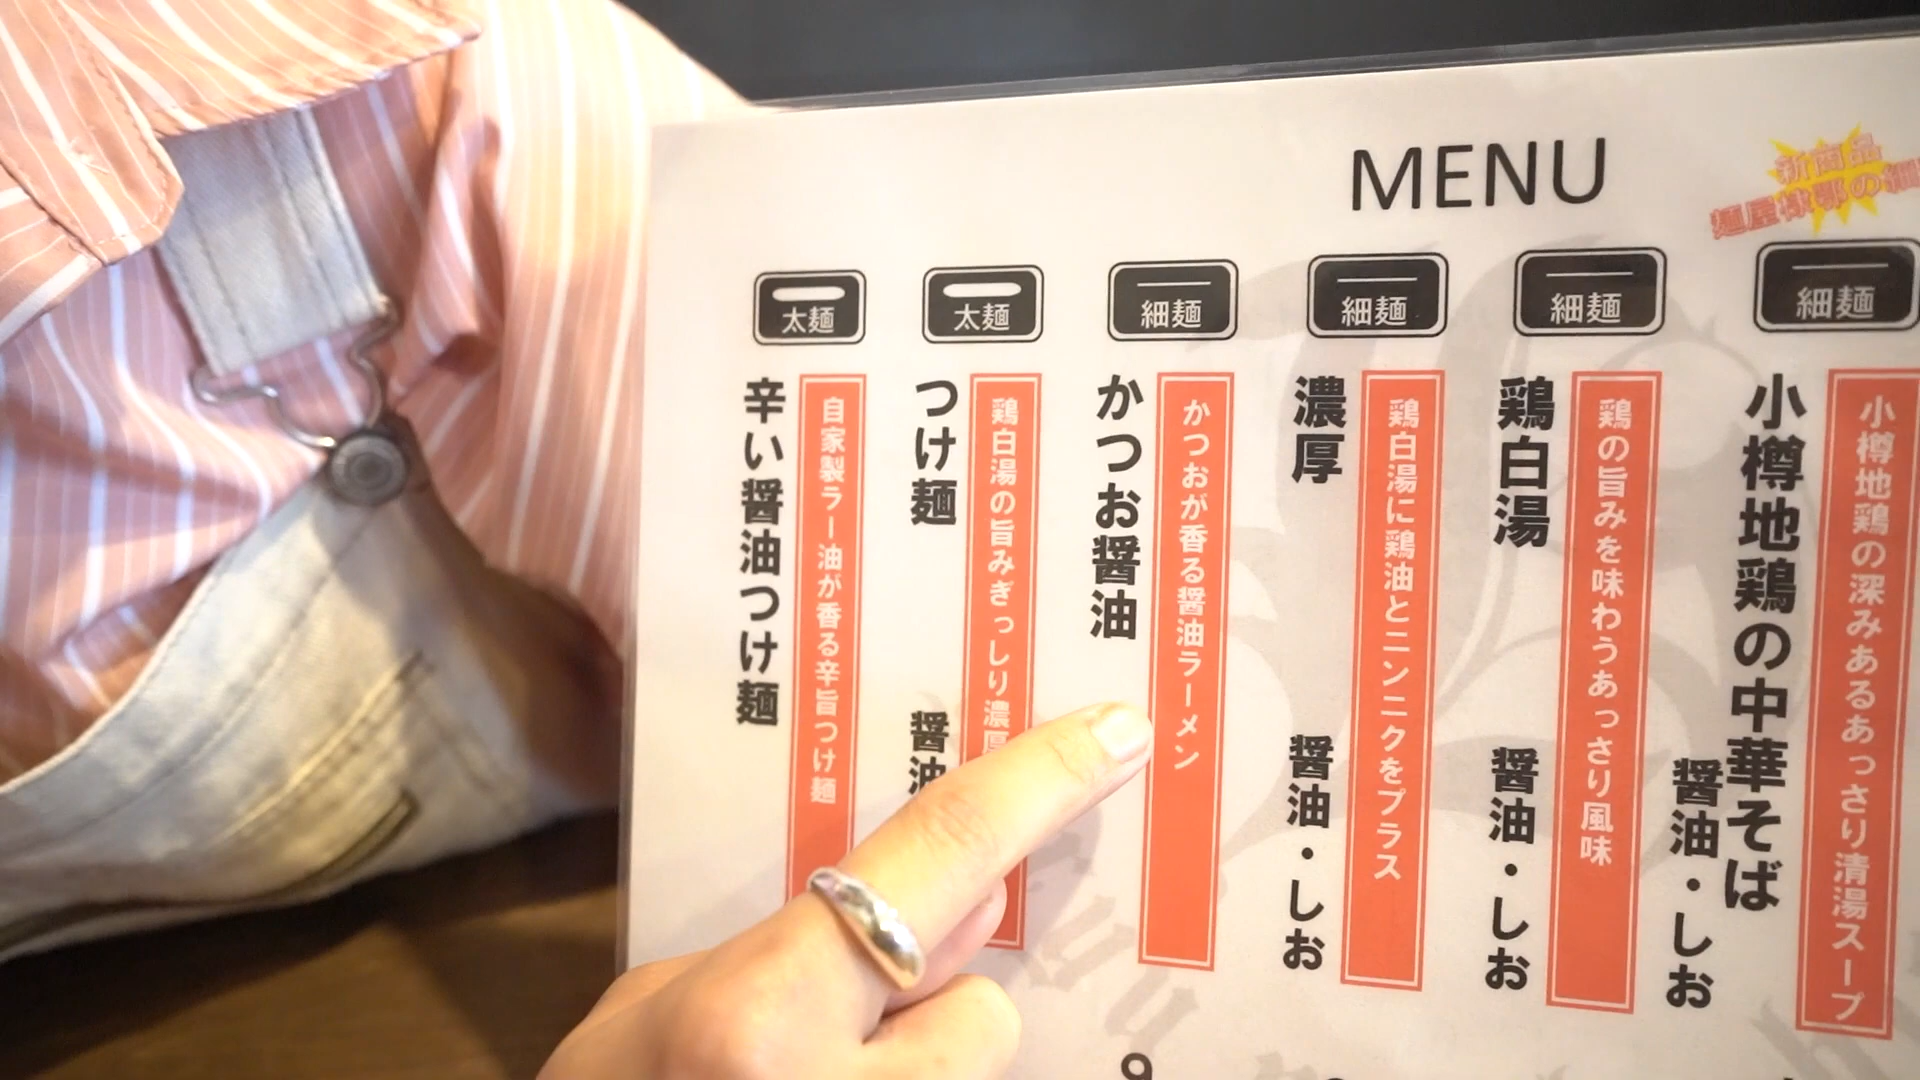 MENU
新商品
細麺
小樽地鶏の深みあるあっさり清湯スープ
小樽地鶏の中華そば
醤油・しお
細麺
鶏の旨みを味わうあっさり風味
鶏白湯
醤油・しお
細麺
鶏白湯に鶏油とニンニクをプラス
濃厚
醤油・しお
細麺
かつおが香る醤油ラーメン
かつお醤油
太麺
鶏白湯の旨みぎっしり濃厚
つけ麺
醤油
太麺
自家製ラー油が香る辛旨つけ麺
辛い醤油つけ麺